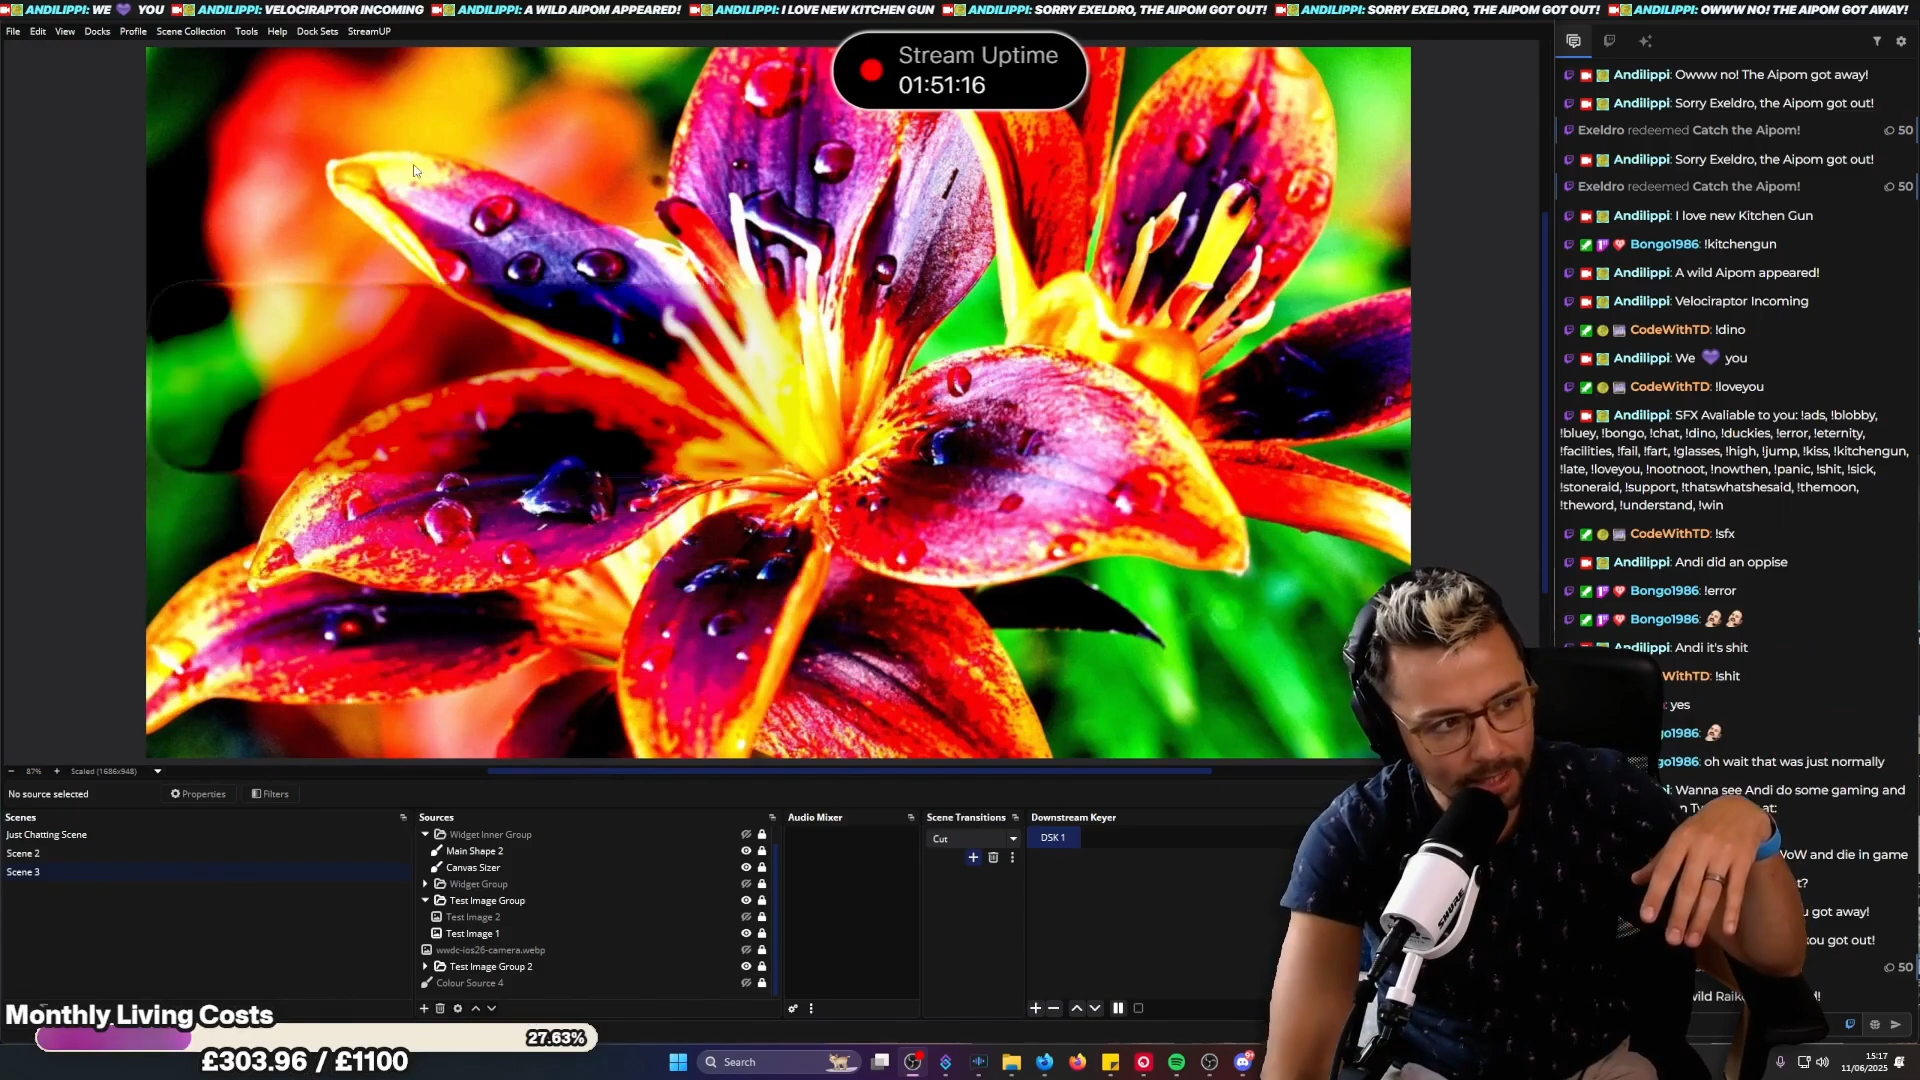 ANDILIPPI: WE 💜 YOU ANDILIPPI: VELOCIRAPTOR INCOMING ANDILIPPI: A WILD AIPOM APPEARED! ANDILIPPI: I LOVE NEW KITCHEN GUN ANDILIPPI: SORRY EXELDRO, THE AIPOM GOT OUT! ANDILIPPI: SORRY EXELDRO, THE AIPOM GOT OUT! ANDILIPPI: OWWW NO! THE AIPOM GOT AWAY!
File Edit View Docks Profile Scene Collection Tools Help Dock Sets StreamUP
Stream Uptime
01:51:16
Andilippi: Owww no! The Aipom got away!
Andilippi: Sorry Exeldro, the Aipom got out!
Exeldro redeemed Catch the Aipom! 50
Andilippi: Sorry Exeldro, the Aipom got out!
Exeldro redeemed Catch the Aipom! 50
Andilippi: I love new Kitchen Gun
Bongo1986: !kitchengun
Andilippi: A wild Aipom appeared!
Andilippi: Velociraptor Incoming
CodeWithTD: !dino
Andilippi: We 💜 you
CodeWithTD: !loveyou
Andilippi: SFX Avaliable to you: !ads, !blobby,
!bluey, !bongo, !chat, !dino, !duckies, !error, !eternity,
!facilities, !fail, !fart, !glasses, !high, !jump, !kiss, !kitchengun,
!late, !loveyou, !nootnoot, !nowthen, !panic, !shit, !sick,
!stoneraid, !support, !thatswhatshesaid, !themoon,
!theword, !understand, !win
CodeWithTD: !sfx
Andilippi: Andi did an oppise
Bongo1986: !error
Bongo1986:
Andilippi: Andi it's shit
WithTD: !shit
: yes
go1986:
go1986: oh wait that was just normally
: Wanna see Andi do some gaming and
at:
WoW and die in game
t?
u got away!
ou got out!
50
wild Raik d!
87% Scaled (1686x948)
No source selected Properties Filters
Scenes
Just Chatting Scene
Scene 2
Scene 3
Sources
Widget Inner Group
Main Shape 2
Canvas Sizer
Widget Group
Test Image Group
Test Image 2
Test Image 1
wwdc-ios26-camera.webp
Test Image Group 2
Colour Source 4
Audio Mixer
Scene Transitions
Cut
Downstream Keyer
DSK 1
SHURE
Monthly Living Costs
27.63%
£303.96 / £1100
Search
9+
15:17
11/06/2025